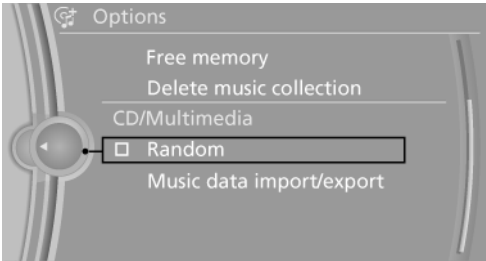 Options
Free memory
Delete music collection
CD/Multimedia
Random
Music data import/export